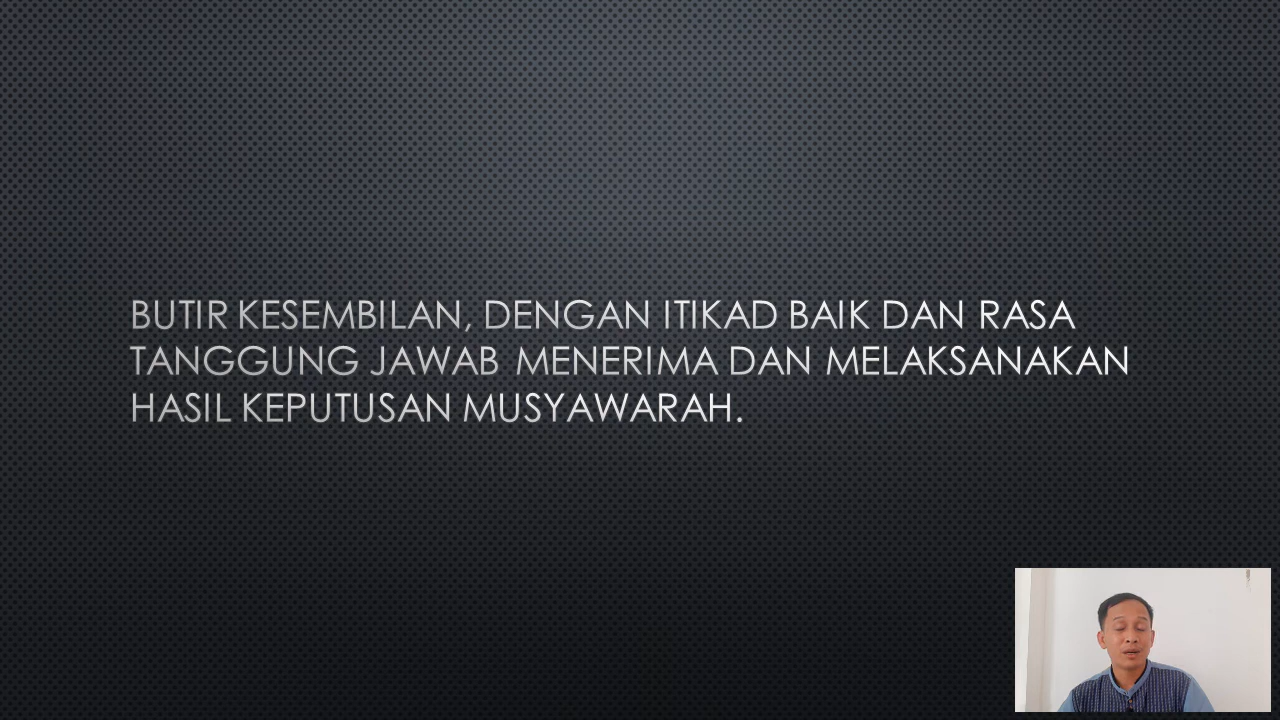 BUTIR KESEMBILAN, DENGAN ITIKAD BAIK DAN RASA
TANGGUNG JAWAB MENERIMA DAN MELAKSANAKAN
HASIL KEPUTUSAN MUSYAWARAH.